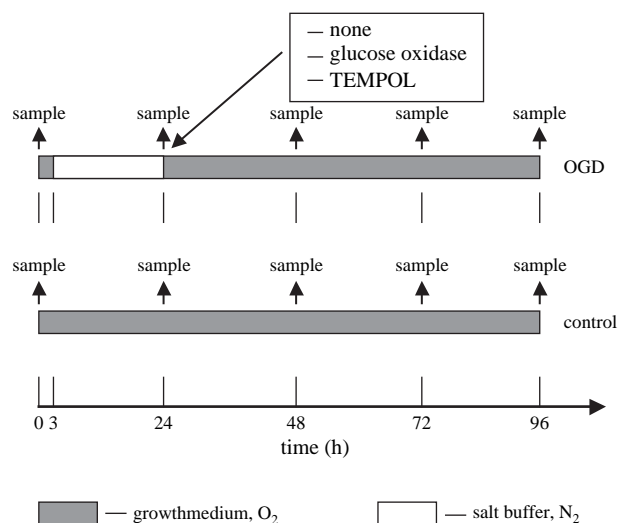 — none
— glucose oxidase
— TEMPOL
sample sample sample sample sample
OGD
sample sample sample sample sample
control
0 3 24 48 72 96
time (h)
— growthmedium, O₂ — salt buffer, N₂